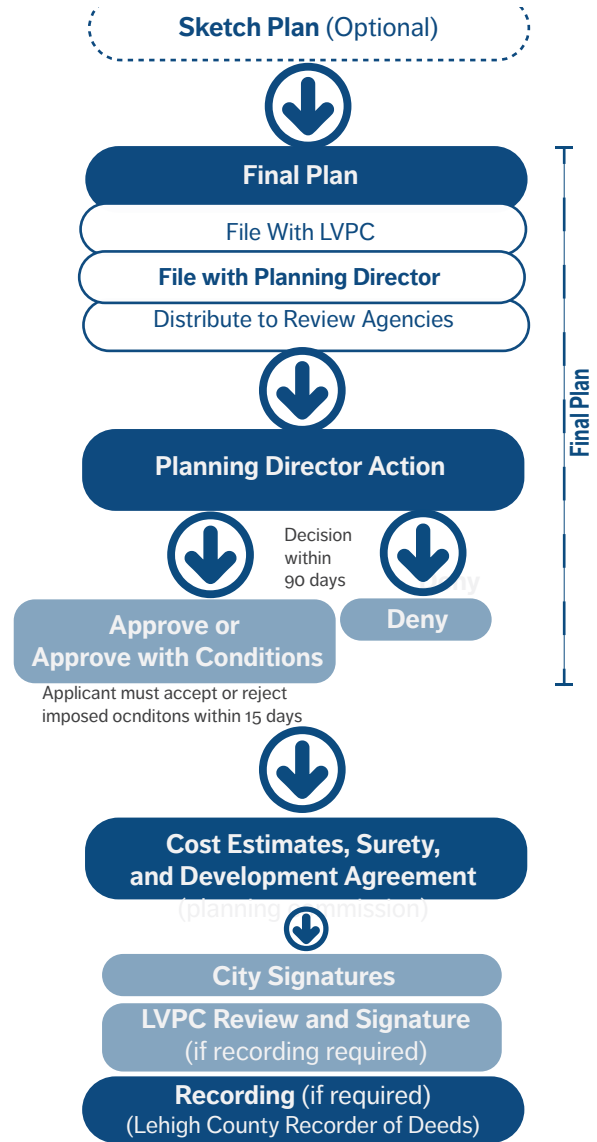 Sketch Plan (Optional)
Final Plan
File With LVPC
File with Planning Director
Distribute to Review Agencies
Final Plan
Planning Director Action
Decision
within
90 days
Approve or
Approve with Conditions
Deny
Applicant must accept or reject
imposed ocnditons within 15 days
Cost Estimates, Surety,
and Development Agreement
(planning commission)
City Signatures
LVPC Review and Signature
(if recording required)
Recording (if required)
(Lehigh County Recorder of Deeds)